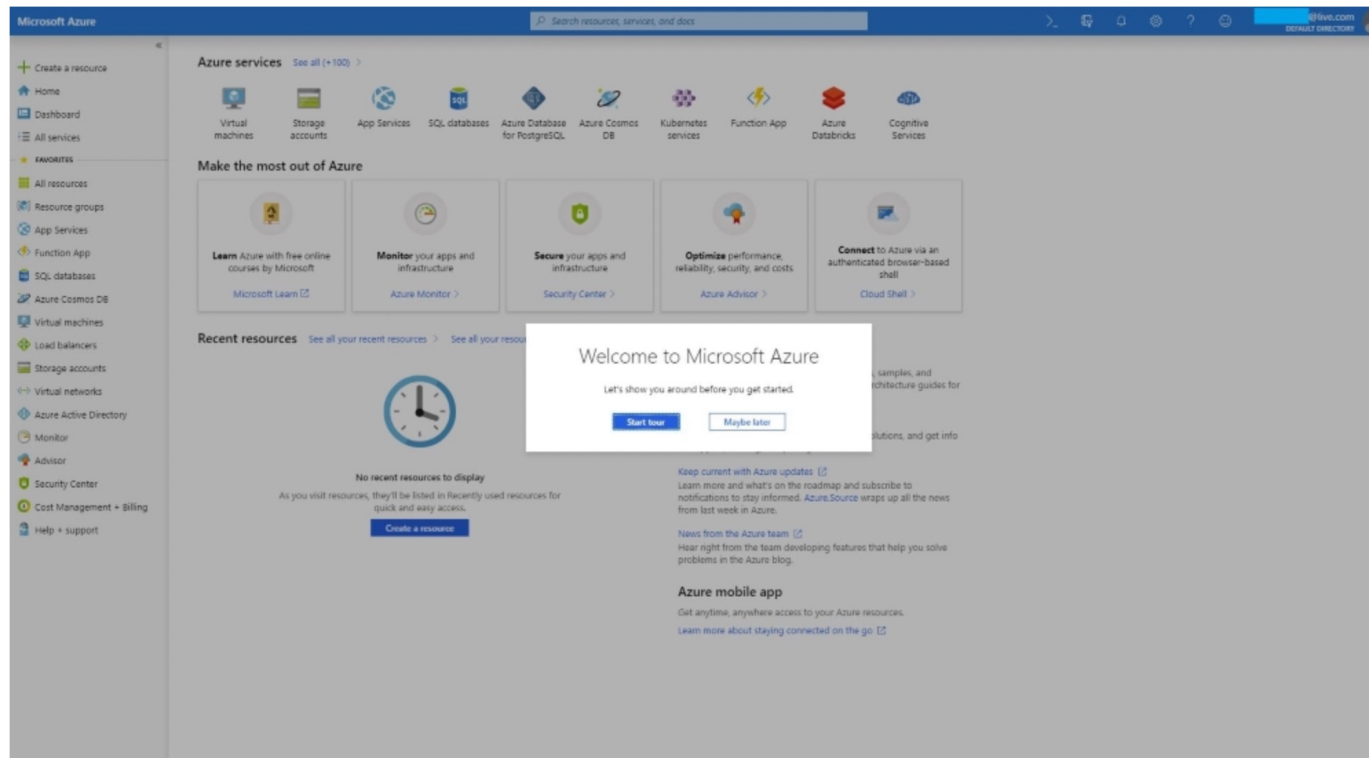 Microsoft Azure
Search resources, services, and docs
@live.com
DEFAULT DIRECTORY
Create a resource
Home
Dashboard
All services
FAVORITES
All resources
Resource groups
App Services
Function App
SQL databases
Azure Cosmos DB
Virtual machines
Load balancers
Storage accounts
Virtual networks
Azure Active Directory
Monitor
Advisor
Security Center
Cost Management + Billing
Help + support
Azure services See all (+100) >
Virtual machines
Storage accounts
App Services
SQL databases
Azure Database for PostgreSQL
Azure Cosmos DB
Kubernetes services
Function App
Azure Databricks
Cognitive Services
Make the most out of Azure
Learn Azure with free online
courses by Microsoft
Microsoft Learn
Monitor your apps and
infrastructure
Azure Monitor >
Secure your apps and
infrastructure
Security Center >
Optimize performance,
reliability, security, and costs
Azure Advisor >
Connect to Azure via an
authenticated browser-based
shell
Cloud Shell >
Recent resources See all your recent resources > See all your resou
No recent resources to display
As you visit resources, they'll be listed in Recently used resources for
quick and easy access.
Create a resource
Welcome to Microsoft Azure
Let's show you around before you get started.
Start tour
Maybe later
, samples, and
rchitecture guides for
olutions, and get info
Keep current with Azure updates
Learn more and what's on the roadmap and subscribe to
notifications to stay informed. Azure.Source wraps up all the news
from last week in Azure.
News from the Azure team
Hear right from the team developing features that help you solve
problems in the Azure blog.
Azure mobile app
Get anytime, anywhere access to your Azure resources.
Learn more about staying connected on the go